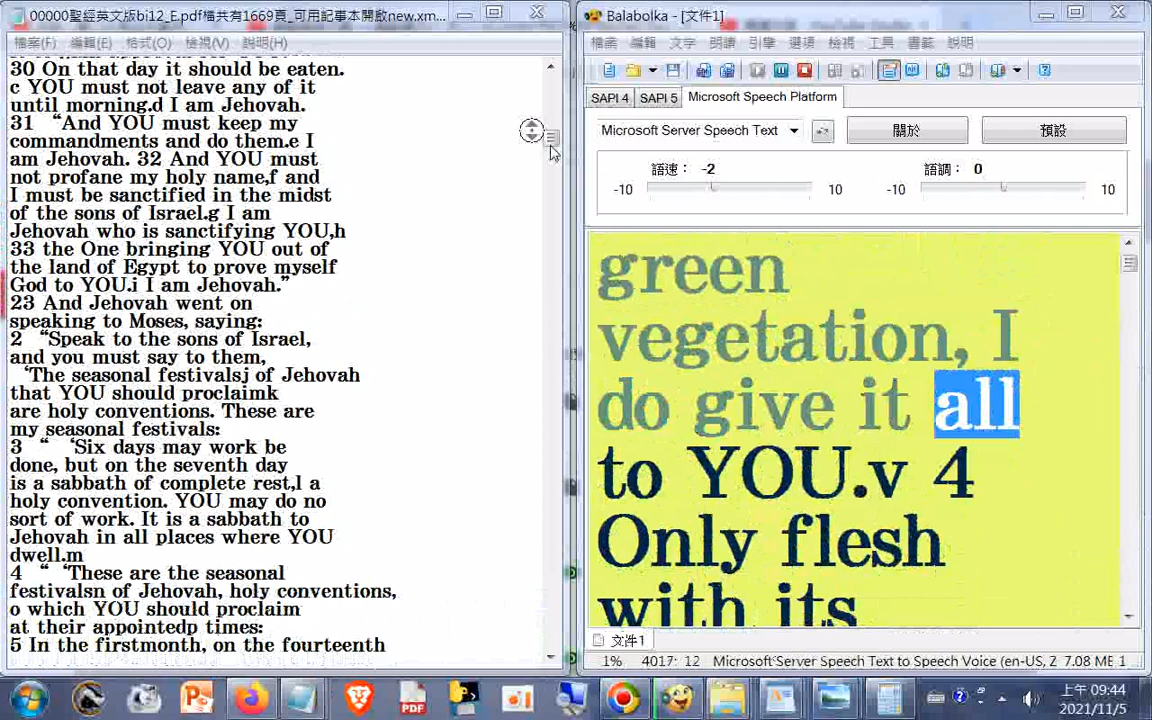 00000聖經英文版bi12_E.pdf檔共有1669頁_可用記事本開啟new.xm...
檔案(F) 編輯(E) 格式(O) 檢視(V) 說明(H)
30 On that day it should be eaten.
c YOU must not leave any of it
until morning.d I am Jehovah.
31 “And YOU must keep my
commandments and do them.e I
am Jehovah. 32 And YOU must
not profane my holy name,f and
I must be sanctified in the midst
of the sons of Israel.g I am
Jehovah who is sanctifying YOU,h
33 the One bringing YOU out of
the land of Egypt to prove myself
God to YOU.i I am Jehovah.”
23 And Jehovah went on
speaking to Moses, saying:
2 “Speak to the sons of Israel,
and you must say to them,
‘The seasonal festivalsj of Jehovah
that YOU should proclaimk
are holy conventions. These are
my seasonal festivals:
3 “ ‘Six days may work be
done, but on the seventh day
is a sabbath of complete rest,l a
holy convention. YOU may do no
sort of work. It is a sabbath to
Jehovah in all places where YOU
dwell.m
4 “ ‘These are the seasonal
festivalsn of Jehovah, holy conventions,
o which YOU should proclaim
at their appointedp times:
5 In the firstmonth, on the fourteenth
Balabolka - [文件1]
檔案 編輯 文字 朗讀 引擎 選項 檢視 工具 書籤 說明
SAPI 4 SAPI 5 Microsoft Speech Platform
Microsoft Server Speech Text 關於 預設
語速： -2 語調： 0
-10 10 -10 10
green
vegetation, I
do give it all
to YOU.v 4
Only flesh
with its
文件1
1% 4017: 12 Microsoft Server Speech Text to Speech Voice (en-US, Z 7.08 ME 1
PDF
上午 09:44
2021/11/5